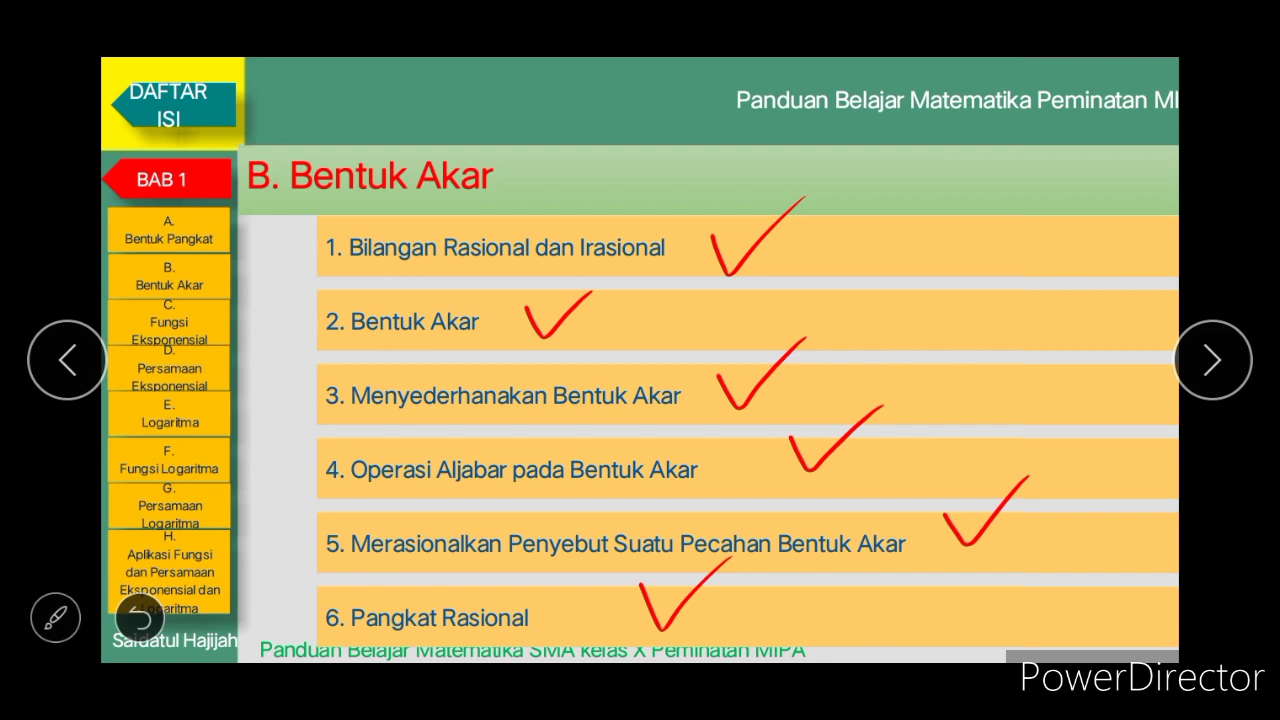 DAFTAR
ISI
Panduan Belajar Matematika Peminatan MI
BAB 1
B. Bentuk Akar
A.
Bentuk Pangkat
B.
Bentuk Akar
C.
Fungsi
Eksponensial
D.
Persamaan
Eksponensial
E.
Logaritma
F.
Fungsi Logaritma
G.
Persamaan
Logaritma
H.
Aplikasi Fungsi
dan Persamaan
Eksponensial dan
Logaritma
1. Bilangan Rasional dan Irasional
2. Bentuk Akar
3. Menyederhanakan Bentuk Akar
4. Operasi Aljabar pada Bentuk Akar
5. Merasionalkan Penyebut Suatu Pecahan Bentuk Akar
6. Pangkat Rasional
Saidatul Hajijah
Panduan Belajar Matematika SMA kelas X Peminatan MIPA
PowerDirector